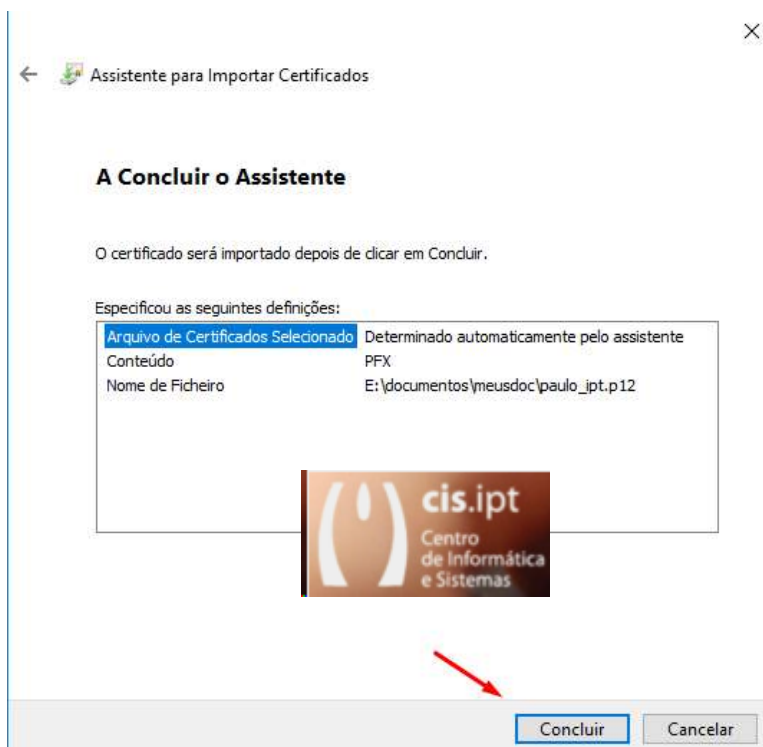 Assistente para Importar Certificados
A Concluir o Assistente
O certificado será importado depois de clicar em Concluir.
Especificou as seguintes definições:
Arquivo de Certificados Selecionado Determinado automaticamente pelo assistente
Conteúdo PFX
Nome de Ficheiro E:\documentos\meusdoc\paulo_ipt.p12
cis.ipt
Centro
de Informática
e Sistemas
Concluir Cancelar